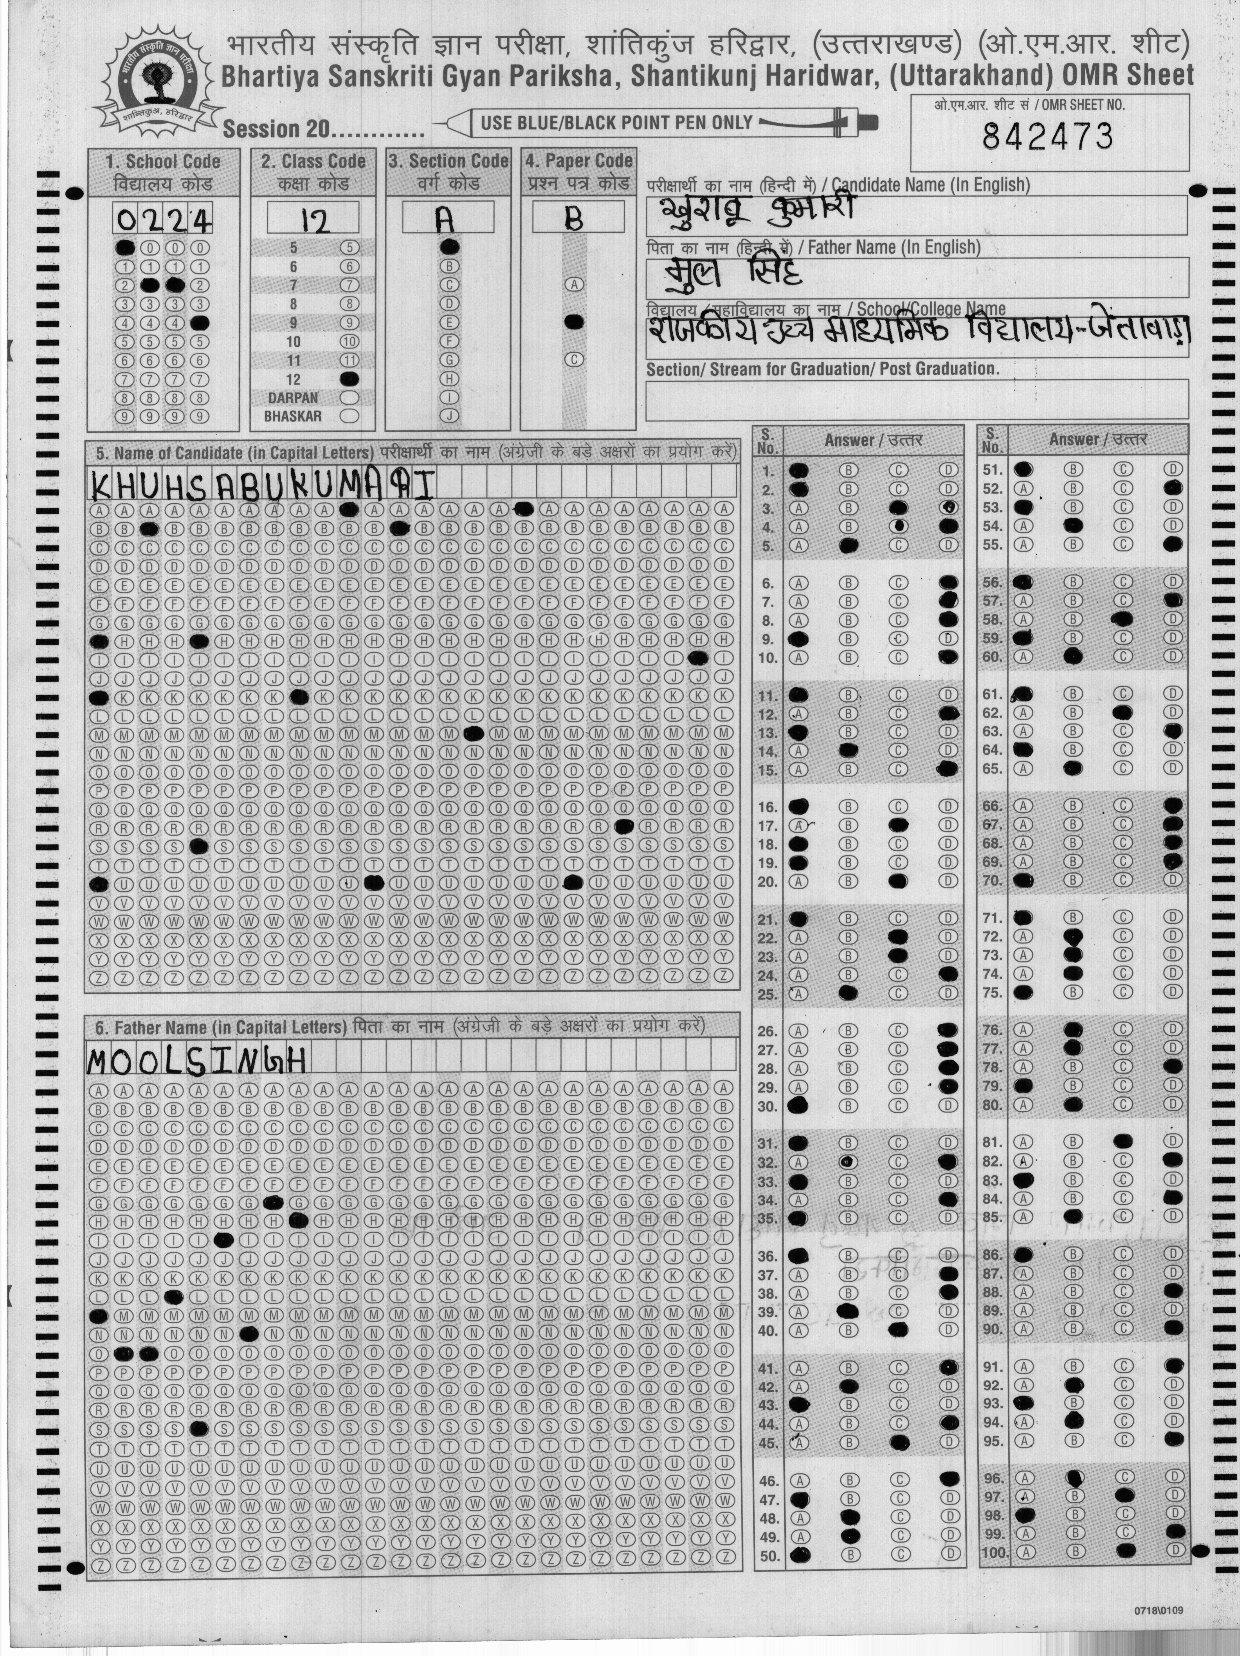 भारतीय संस्कृति ज्ञान परीक्षा, शांतिकुंज हरिद्वार, (उत्तराखण्ड) (ओ.एम.आर. शीट)
Bhartiya Sanskriti Gyan Pariksha, Shantikunj Haridwar, (Uttarakhand) OMR Sheet
Session 20............
USE BLUE/BLACK POINT PEN ONLY
ओ.एम.आर. शीट सं / OMR SHEET NO.
842473
1. School Code
विद्यालय कोड
0224
2. Class Code
कक्षा कोड
12
5
6
7
8
9
10
11
12
DARPAN
BHASKAR
3. Section Code
वर्ग कोड
A
4. Paper Code
प्रश्न पत्र कोड
B
परीक्षार्थी का नाम (हिन्दी में) / Candidate Name (In English)
खुशबू कुमारी
पिता का नाम (हिन्दी में) / Father Name (In English)
मुल सिंह
विद्यालय /महाविद्यालय का नाम / School/College Name
राजकीय उच्च माध्यमिक विद्यालय-जेतावाड़ा
Section/ Stream for Graduation/ Post Graduation.
5. Name of Candidate (in Capital Letters) परीक्षार्थी का नाम (अंग्रेजी के बड़े अक्षरों का प्रयोग करें)
KHUHSABUKUMARI
6. Father Name (in Capital Letters) पिता का नाम (अंग्रेजी के बड़े अक्षरों का प्रयोग करें)
MOOLSINGH
S. No. Answer / उत्तर
S. No. Answer / उत्तर
0718\0109